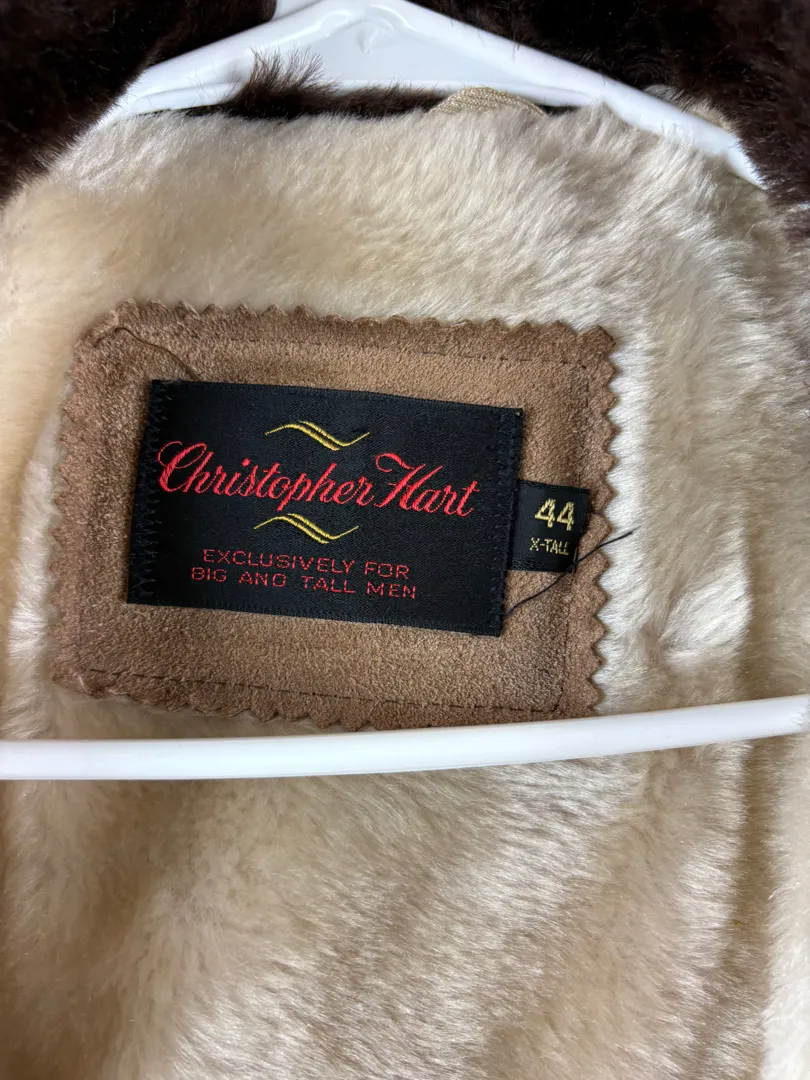 Christopher Hart
EXCLUSIVELY FOR
BIG AND TALL MEN
44
X-TALL